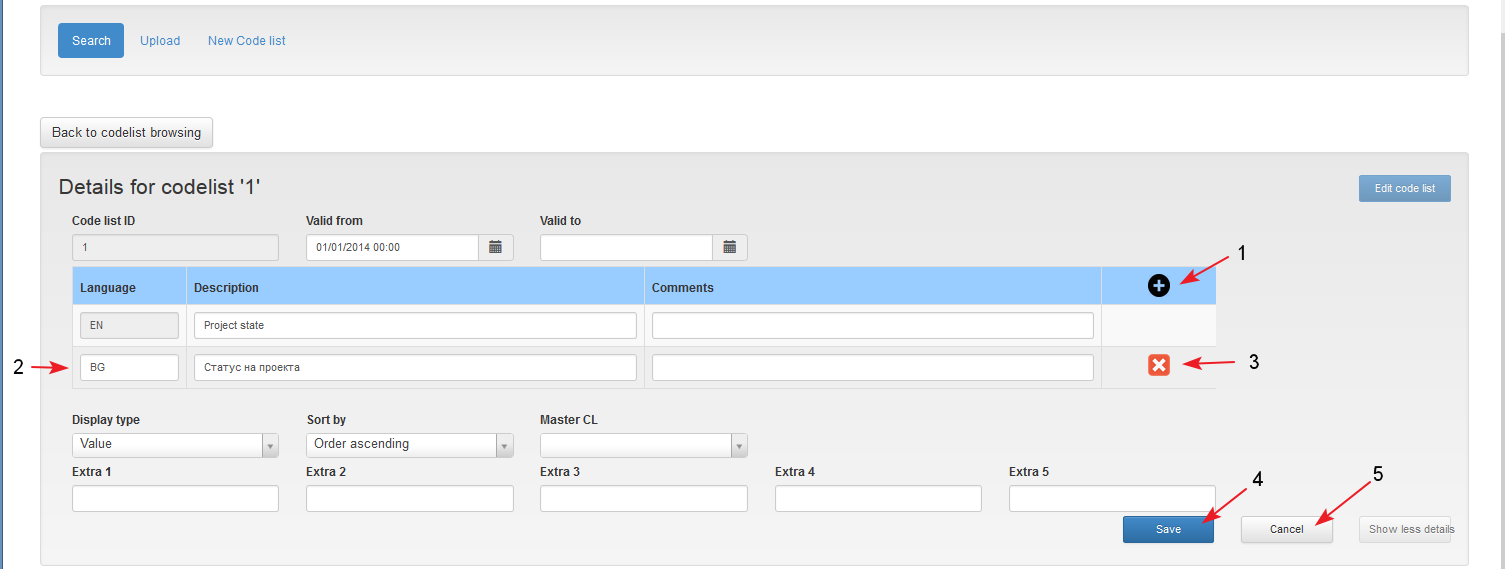 Search Upload New Code list
Back to codelist browsing
Details for codelist '1'
Edit code list
Code list ID Valid from Valid to
1 01/01/2014 00:00
1
Language Description Comments
EN Project state
2 BG Статус на проекта 3
Display type Sort by Master CL
Value Order ascending
Extra 1 Extra 2 Extra 3 Extra 4 Extra 5
4 5
Save Cancel Show less details